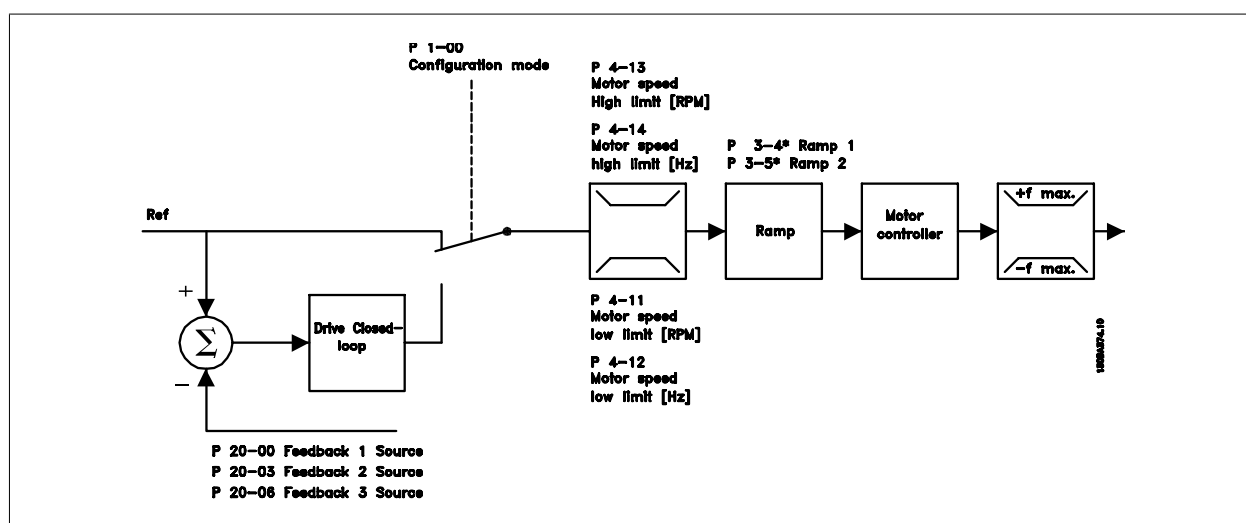 P 1-00
Configuration mode
P 4-13
Motor speed
High limit [RPM]
P 4-14
Motor speed
high limit [Hz]
P 3-4* Ramp 1
P 3-5* Ramp 2
Ref
+
Σ
−
Drive Closed-
loop
Ramp
Motor
controller
+f max.
-f max.
P 4-11
Motor speed
low limit [RPM]
P 4-12
Motor speed
low limit [Hz]
P 20-00 Feedback 1 Source
P 20-03 Feedback 2 Source
P 20-06 Feedback 3 Source